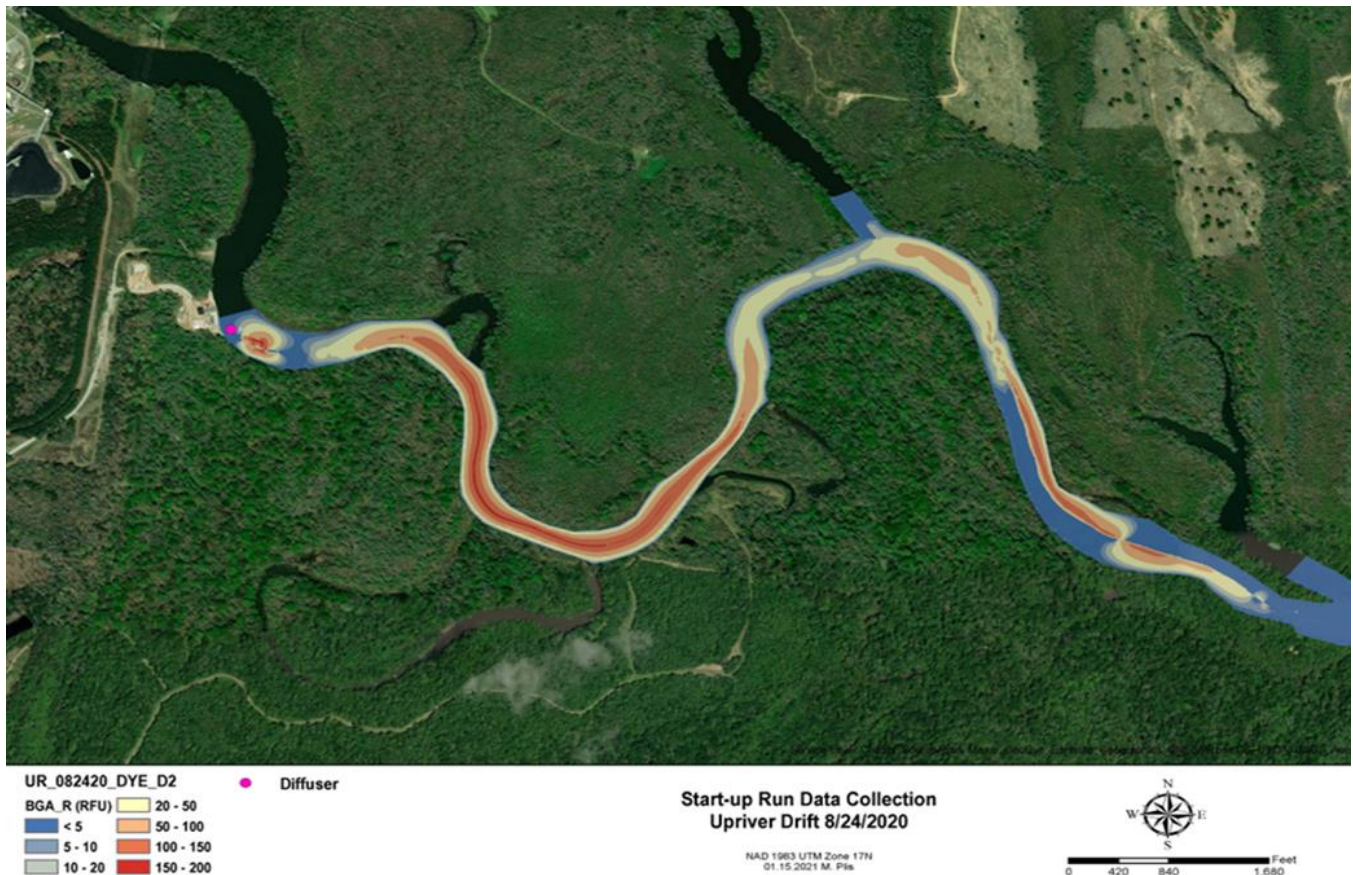 UR_082420_DYE_D2
BGA_R (RFU)
< 5
5 - 10
10 - 20
20 - 50
50 - 100
100 - 150
150 - 200
Diffuser
Start-up Run Data Collection
Upriver Drift 8/24/2020
NAD 1983 UTM Zone 17N
01.15.2021 M. Plis
N
W E
S
Feet
0 420 840 1,680